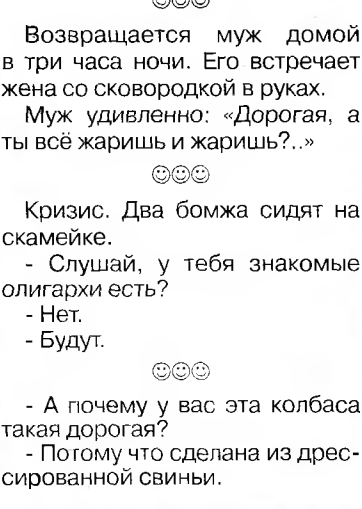 Возвращается муж домой
в три часа ночи. Его встречает
жена со сковородкой в руках.
Муж удивленно: «Дорогая, а
ты всё жаришь и жаришь?..»
Кризис. Два бомжа сидят на
скамейке.
- Слушай, у тебя знакомые
олигархи есть?
- Нет.
- Будут.
- А почему у вас эта колбаса
такая дорогая?
- Потому что сделана из дрес-
сированной свиньи.